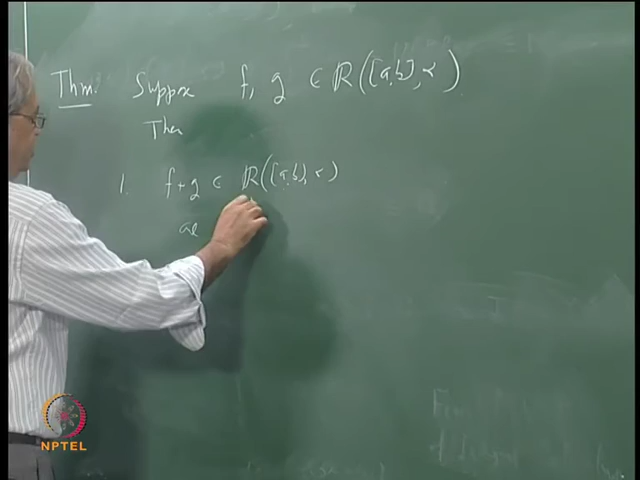 Thm. Suppose f, g ∈ ℝ([a,b], α)
Then
1. f+g ∈ ℝ([a,b], α)
NPTEL